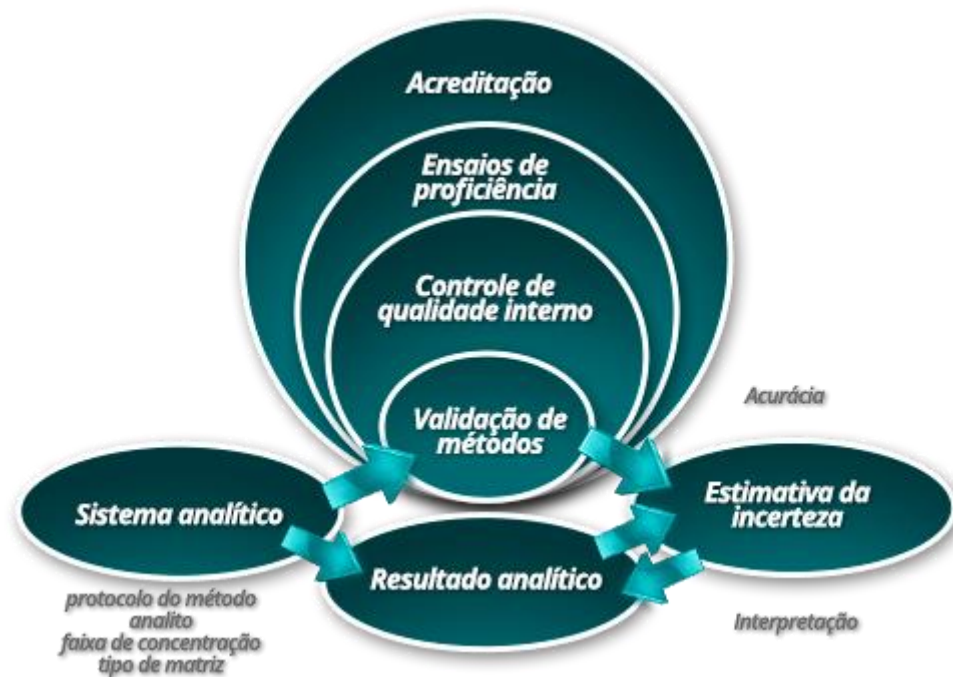 Acreditação
Ensaios de
proficiência
Controle de
qualidade interno
Validação de
métodos
Acurácia
Sistema analítico
Estimativa da
incerteza
Resultado analítico
protocolo do método
analito
faixa de concentração
tipo de matriz
Interpretação